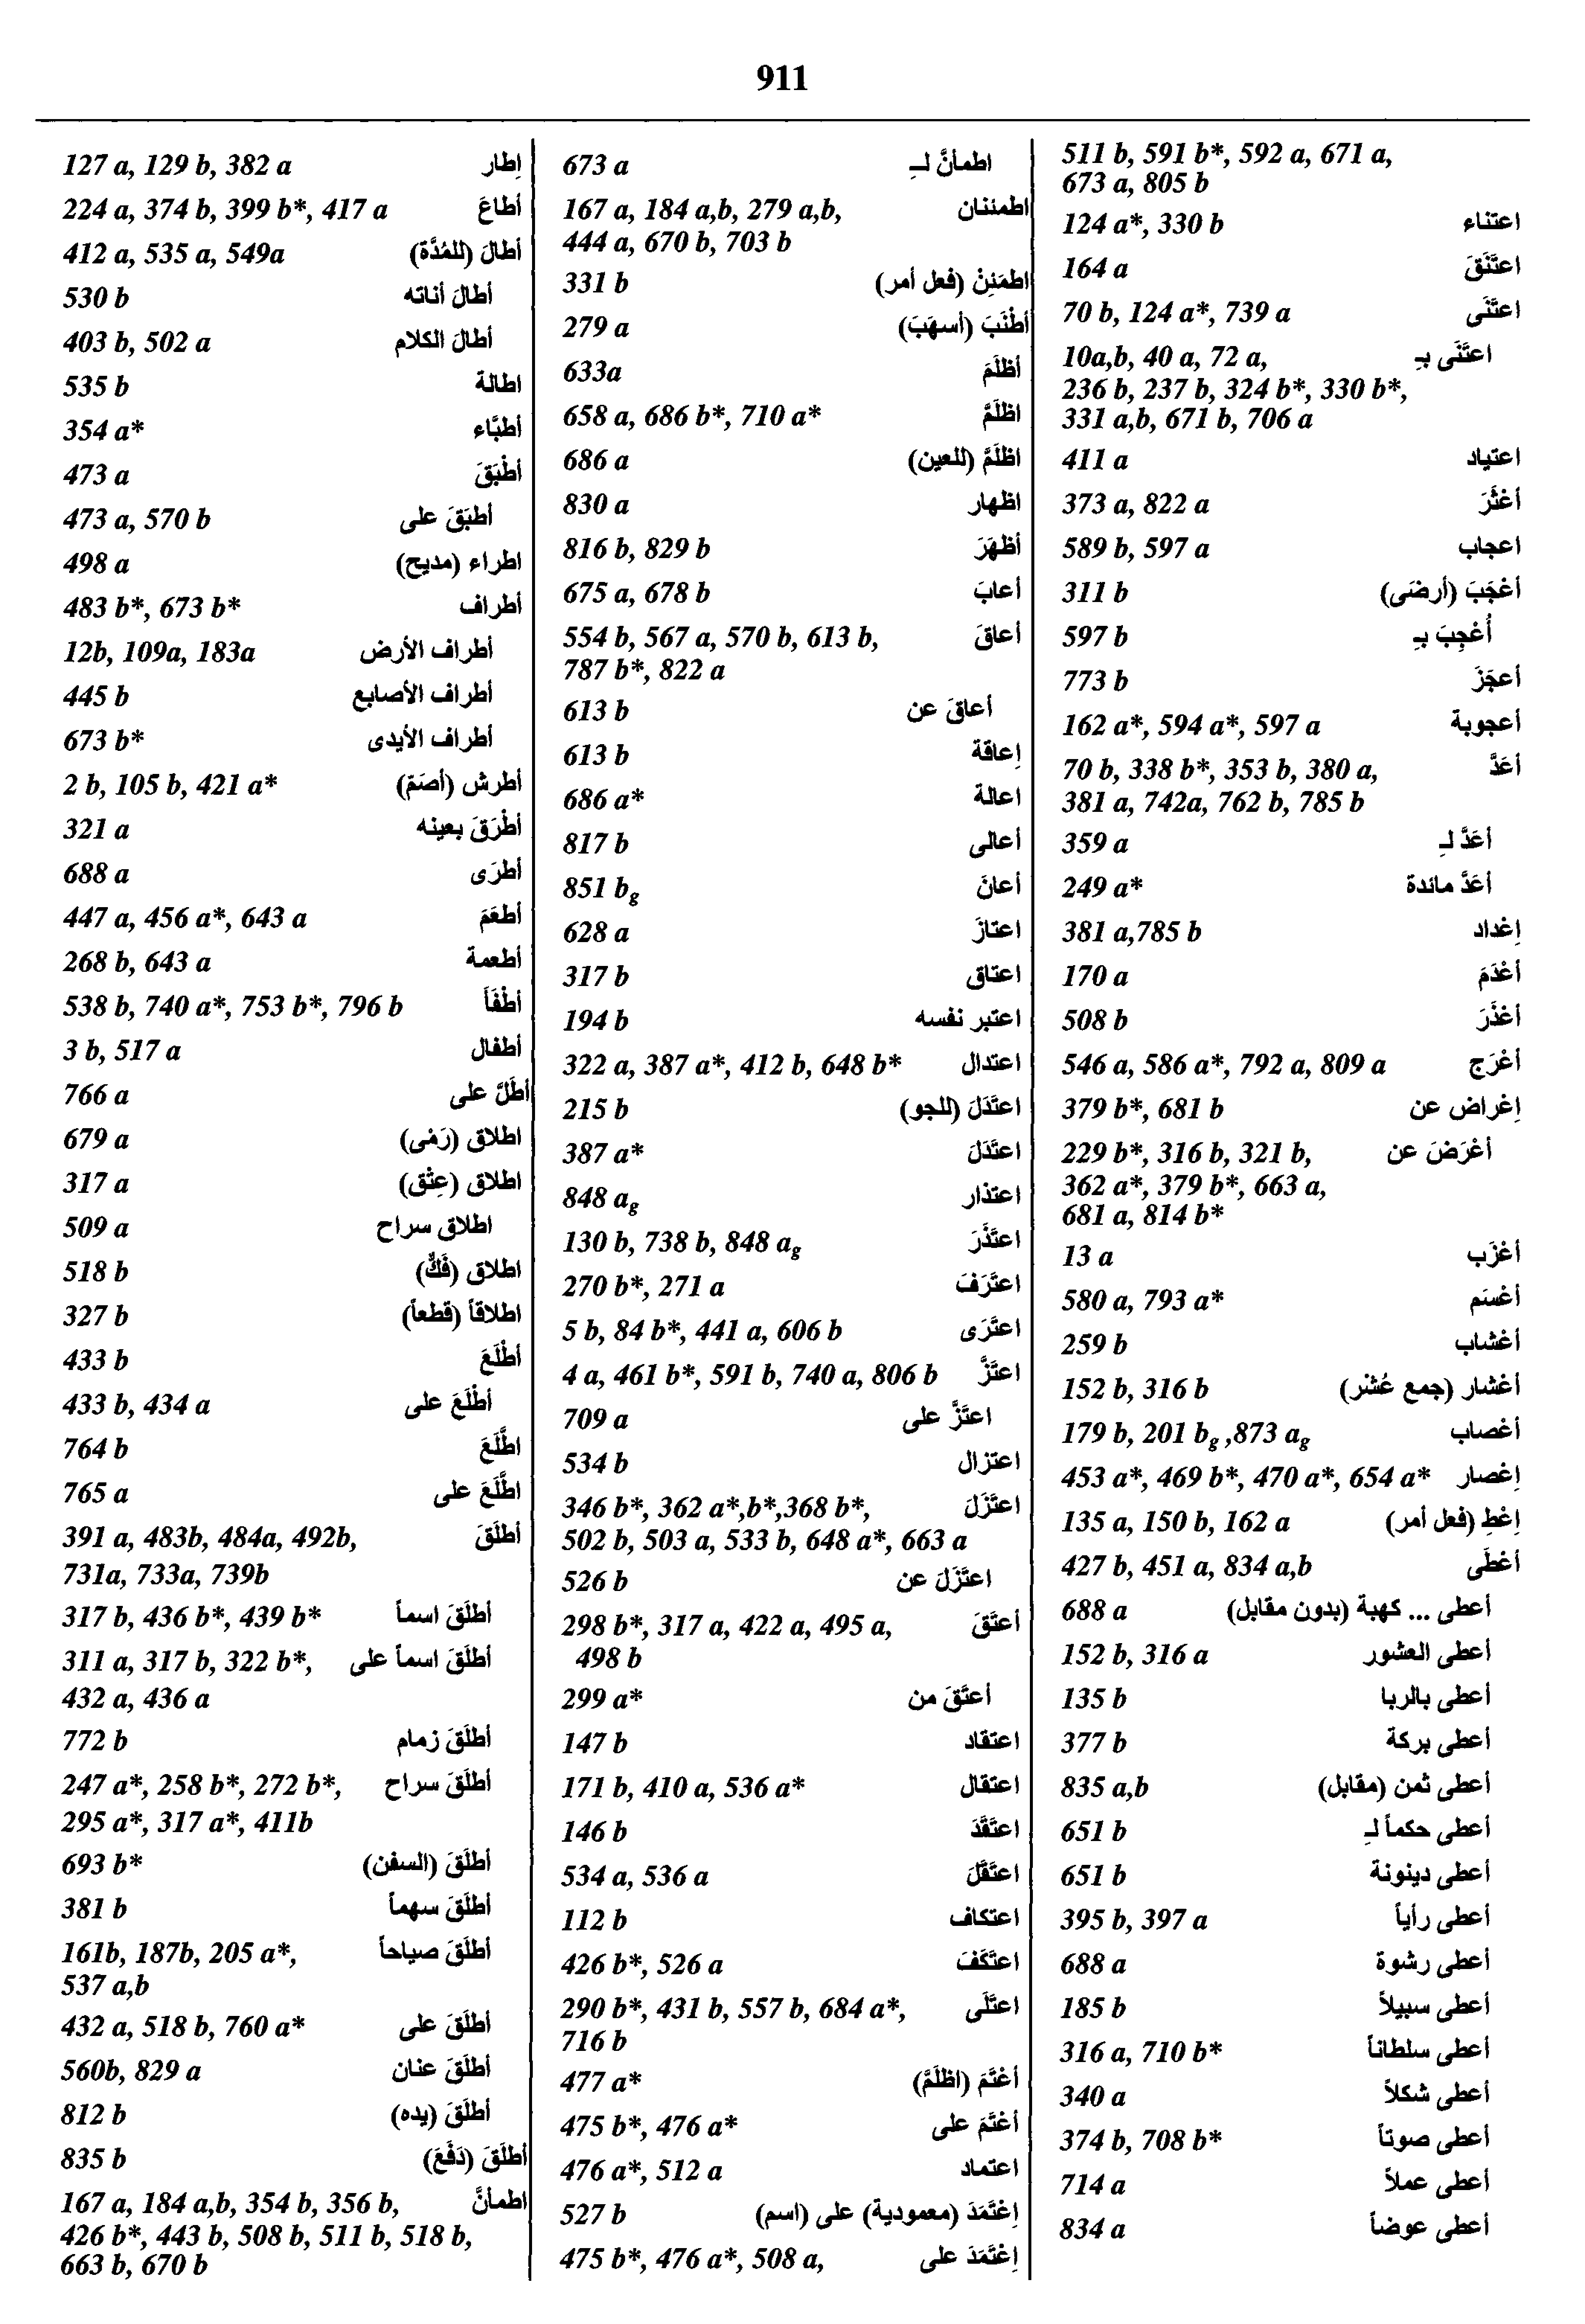 911
127 a, 129 b, 382 a إطار
224 a, 374 b, 399 b*, 417 a أطاعَ
412 a, 535 a, 549a أطالَ (للمُدَّة)
530 b أطالَ أناته
403 b, 502 a أطالَ الكلام
535 b اطالة
354 a* أطبَّاء
473 a أطْبَقَ
473 a, 570 b أطبَقَ على
498 a اطراء (مديح)
483 b*, 673 b* أطراف
12b, 109a, 183a أطراف الأرض
445 b أطراف الأصابع
673 b* أطراف الأيدى
2 b, 105 b, 421 a* أطرش (أصَمّ)
321 a أطْرَقَ بعينه
688 a أطرَى
447 a, 456 a*, 643 a أطعَمَ
268 b, 643 a أطعمة
538 b, 740 a*, 753 b*, 796 b أطْفَأَ
3 b, 517 a أطفال
766 a أطَلَّ على
679 a اطلاق (رَمْى)
317 a اطلاق (عِتْق)
509 a اطلاق سراح
518 b اطلاق (فَكُّ)
327 b اطلاقاً (قطعاً)
433 b أطْلَعَ
433 b, 434 a أطْلَعَ على
764 b اطَّلَعَ
765 a اطَّلَعَ على
391 a, 483b, 484a, 492b, أطلَقَ
731a, 733a, 739b
317 b, 436 b*, 439 b* أطلَقَ اسماً
311 a, 317 b, 322 b*, أطلَقَ اسماً على
432 a, 436 a
772 b أطلَقَ زمام
247 a*, 258 b*, 272 b*, أطلَقَ سراح
295 a*, 317 a*, 411b
693 b* أطلَقَ (السفن)
381 b أطلَقَ سهماً
161b, 187b, 205 a*, أطلَقَ صياحاً
537 a,b
432 a, 518 b, 760 a* أطلَقَ على
560b, 829 a أطلَقَ عنان
812 b أطلَقَ (يده)
835 b أطلَقَ (دَفَعَ)
167 a, 184 a,b, 354 b, 356 b, اطمأنَّ
426 b*, 443 b, 508 b, 511 b, 518 b,
663 b, 670 b
673 a اطمأنَّ لـِ
167 a, 184 a,b, 279 a,b, اطمئنان
444 a, 670 b, 703 b
331 b اطمَئِنْ (فعل أمر)
279 a أطْنَبَ (أسهَبَ)
633a أظلَمَ
658 a, 686 b*, 710 a* اظلَمَّ
686 a اظلَمَّ (للعين)
830 a اظهار
816 b, 829 b أظهَرَ
675 a, 678 b أعابَ
554 b, 567 a, 570 b, 613 b, أعاقَ
787 b*, 822 a
613 b أعاقَ عن
613 b إعاقة
686 a* اعالة
817 b أعالى
851 bg أعانَ
628 a اعتازَ
317 b اعتاق
194 b اعتبر نفسه
322 a, 387 a*, 412 b, 648 b* اعتدال
215 b اعتَدَلَ (للجو)
387 a* اعتَدَلَ
848 ag اعتذار
130 b, 738 b, 848 ag اعتَذَرَ
270 b*, 271 a اعتَرَفَ
5 b, 84 b*, 441 a, 606 b اعتَرَى
4 a, 461 b*, 591 b, 740 a, 806 b اعتَزَّ
709 a اعتَزَّ على
534 b اعتزال
346 b*, 362 a*,b*,368 b*, اعتَزَلَ
502 b, 503 a, 533 b, 648 a*, 663 a
526 b اعتَزَلَ عن
298 b*, 317 a, 422 a, 495 a, أعتَقَ
498 b
299 a* أعتَقَ من
147 b اعتقاد
171 b, 410 a, 536 a* اعتقال
146 b اعتَقَدَ
534 a, 536 a اعتَقَلَ
112 b اعتكاف
426 b*, 526 a اعتَكَفَ
290 b*, 431 b, 557 b, 684 a*, اعتَلَى
716 b
477 a* أعْتَمَ (اظلَمَّ)
475 b*, 476 a* أعْتَمَ على
476 a*, 512 a اعتماد
527 b إعْتَمَدَ (معمودية) على (اسم)
475 b*, 476 a*, 508 a, إعْتَمَدَ على
511 b, 591 b*, 592 a, 671 a,
673 a, 805 b
124 a*, 330 b اعتناء
164 a اعتَنَقَ
70 b, 124 a*, 739 a اعتَنَى
10a,b, 40 a, 72 a, اعتَنَى بـِ
236 b, 237 b, 324 b*, 330 b*,
331 a,b, 671 b, 706 a
411 a اعتياد
373 a, 822 a أعْثَرَ
589 b, 597 a اعجاب
311 b أعْجَبَ (أرضَى)
597 b أُعْجِبَ بـِ
773 b أعجَزَ
162 a*, 594 a*, 597 a أعجوبة
70 b, 338 b*, 353 b, 380 a, أعَدَّ
381 a, 742a, 762 b, 785 b
359 a أعَدَّ لـِ
249 a* أعَدَّ مائدة
381 a,785 b إعْداد
170 a أعْدَمَ
508 b أعْذَرَ
546 a, 586 a*, 792 a, 809 a أعْرَج
379 b*, 681 b إعْراض عن
229 b*, 316 b, 321 b, أعْرَضَ عن
362 a*, 379 b*, 663 a,
681 a, 814 b*
13 a أعْزَب
580 a, 793 a* أعْسَم
259 b أعْشاب
152 b, 316 b أعْشار (جمع عُشْر)
179 b, 201 bg ,873 ag أعْصاب
453 a*, 469 b*, 470 a*, 654 a* إعْصار
135 a, 150 b, 162 a إعْطِ (فعل أمر)
427 b, 451 a, 834 a,b أعْطَى
688 a أعطى ... كهبة (بدون مقابل)
152 b, 316 a أعطى العشور
135 b أعطى بالربا
377 b أعطى بركة
835 a,b أعطى ثمن (مقابل)
651 b أعطى حكماً لـِ
651 b أعطى دينونة
395 b, 397 a أعطى رأياً
688 a أعطى رشوة
185 b أعطى سبيلاً
316 a, 710 b* أعطى سلطاناً
340 a أعطى شكلاً
374 b, 708 b* أعطى صوتاً
714 a أعطى عملاً
834 a أعطى عوضاً